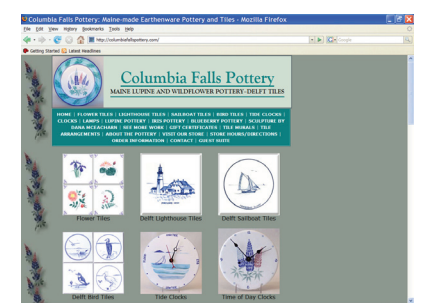 Columbia Falls Pottery: Maine-made Earthenware Pottery and Tiles - Mozilla Firefox
File Edit View History Bookmarks Tools Help
http://columbiafallspottery.com/
Google
Getting Started Latest Headlines
Columbia Falls Pottery
MAINE LUPINE AND WILDFLOWER POTTERY-DELFT TILES
HOME | FLOWER TILES | LIGHTHOUSE TILES | SAILBOAT TILES | BIRD TILES | TIDE CLOCKS |
CLOCKS | LAMPS | LUPINE POTTERY | IRIS POTTERY | BLUEBERRY POTTERY | SCULPTURE BY
DANA MCEACHARN | SEE MORE WORK | GIFT CERTIFICATES | TILE MURALS | TILE
ARRANGEMENTS | ABOUT THE POTTERY | VISIT OUR STORE | STORE HOURS/DIRECTIONS |
ORDER INFORMATION | CONTACT | GUEST SUITE
Flower Tiles Delft Lighthouse Tiles Delft Sailboat Tiles
Delft Bird Tiles Tide Clocks Time of Day Clocks